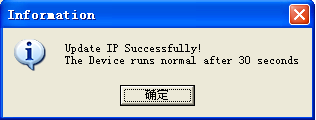 Information
Update IP Successfully!
The Device runs normal after 30 seconds
确定